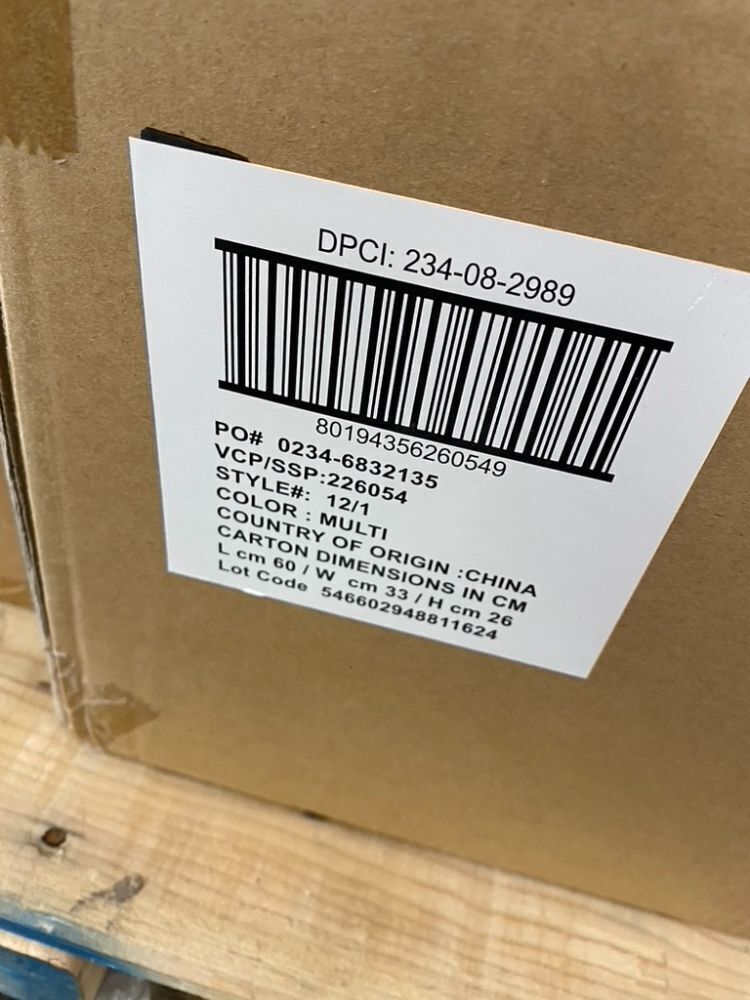 DPCI: 234-08-2989
80194356260549
PO# 0234-6832135
VCP/SSP:226054
STYLE#: 12/1
COLOR : MULTI
COUNTRY OF ORIGIN :CHINA
CARTON DIMENSIONS IN CM
L cm 60 / W cm 33 / H cm 26
Lot Code 546602948811624